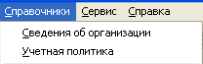 Справочники Сервис Справка
Сведения об организации
Учетная политика